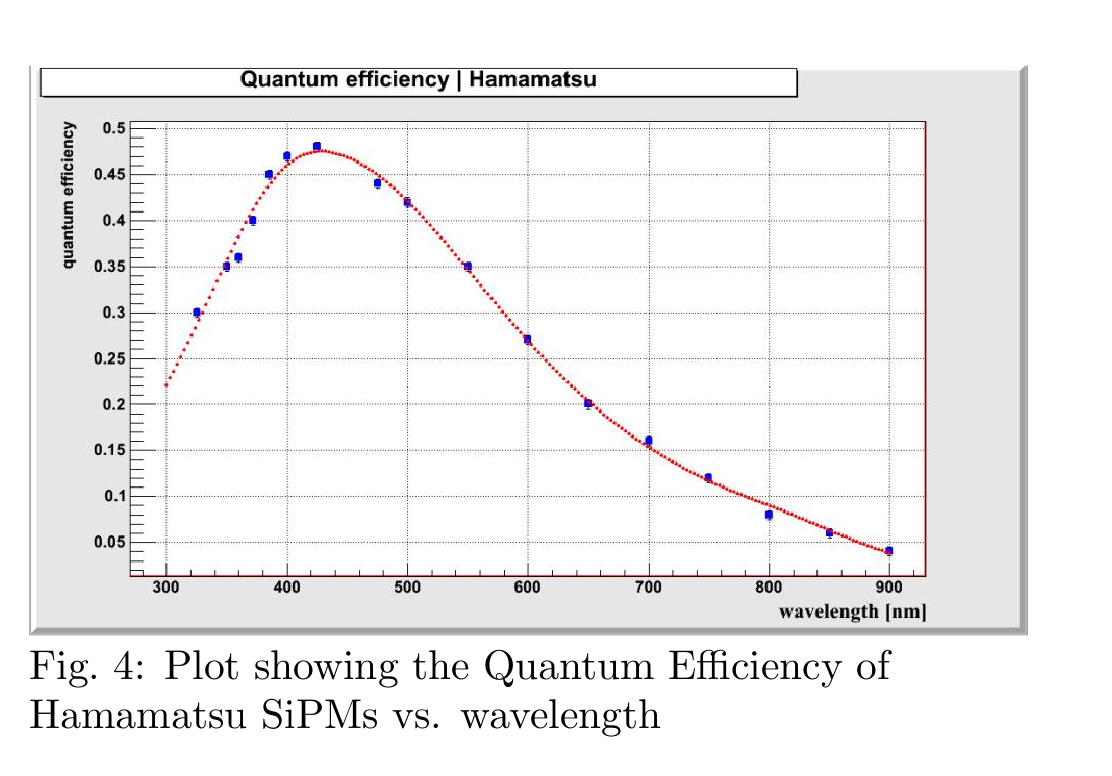 Quantum efficiency | Hamamatsu
quantum efficiency
0.5
0.45
0.4
0.35
0.3
0.25
0.2
0.15
0.1
0.05
300 400 500 600 700 800 900
wavelength [nm]
Fig. 4: Plot showing the Quantum Efficiency of
Hamamatsu SiPMs vs. wavelength